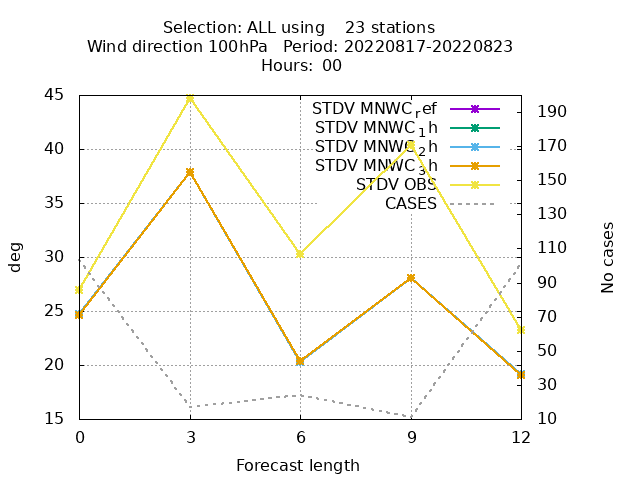 Selection: ALL using    23 stations
Wind direction 100hPa   Period: 20220817-20220823
Hours: 00
STDV MNWC_ref
STDV MNWC_1h
STDV MNWC_2h
STDV MNWC_3h
STDV OBS
CASES
deg
45
40
35
30
25
20
15
No cases
190
170
150
130
110
90
70
50
30
10
0 3 6 9 12
Forecast length